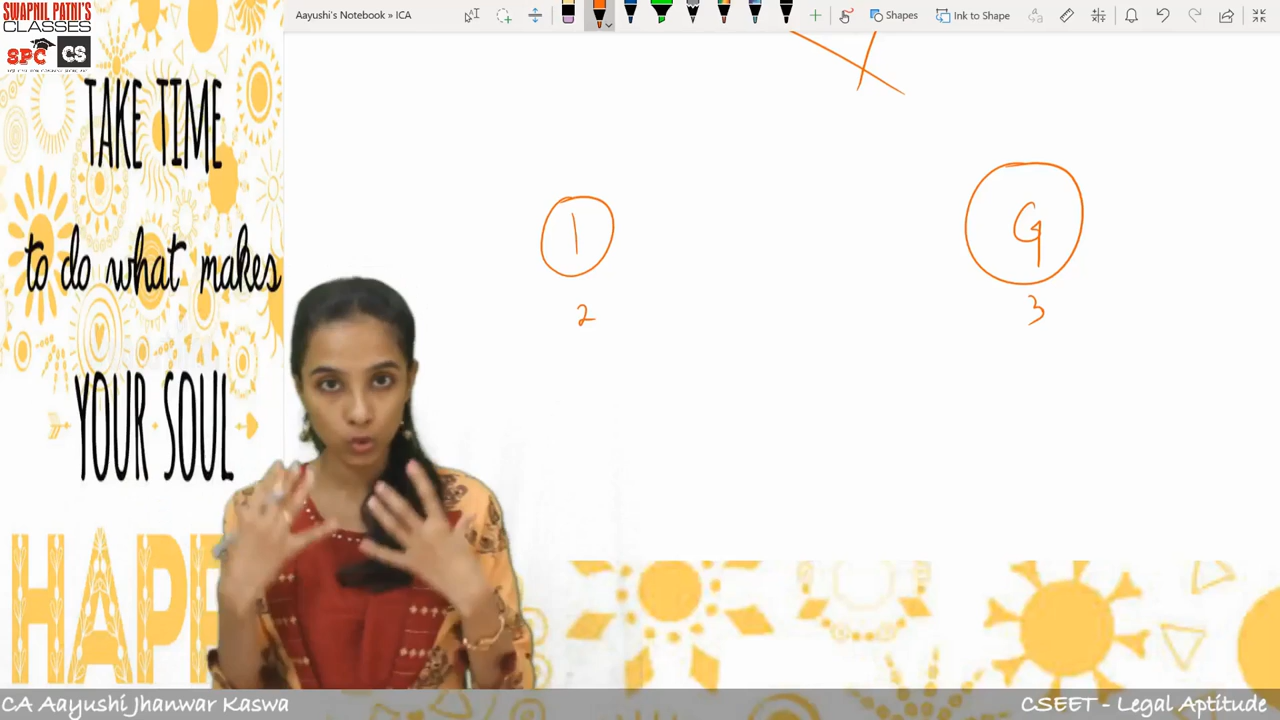 SWAPNIL PATNI'S
CLASSES
SPC CS
Aayushi's Notebook » ICA
Shapes
Ink to Shape
TAKE TIME
to do what makes
YOUR SOUL
HAPP
I
2
G
3
CA Aayushi Jhanwar Kaswa
CSEET - Legal Aptitude